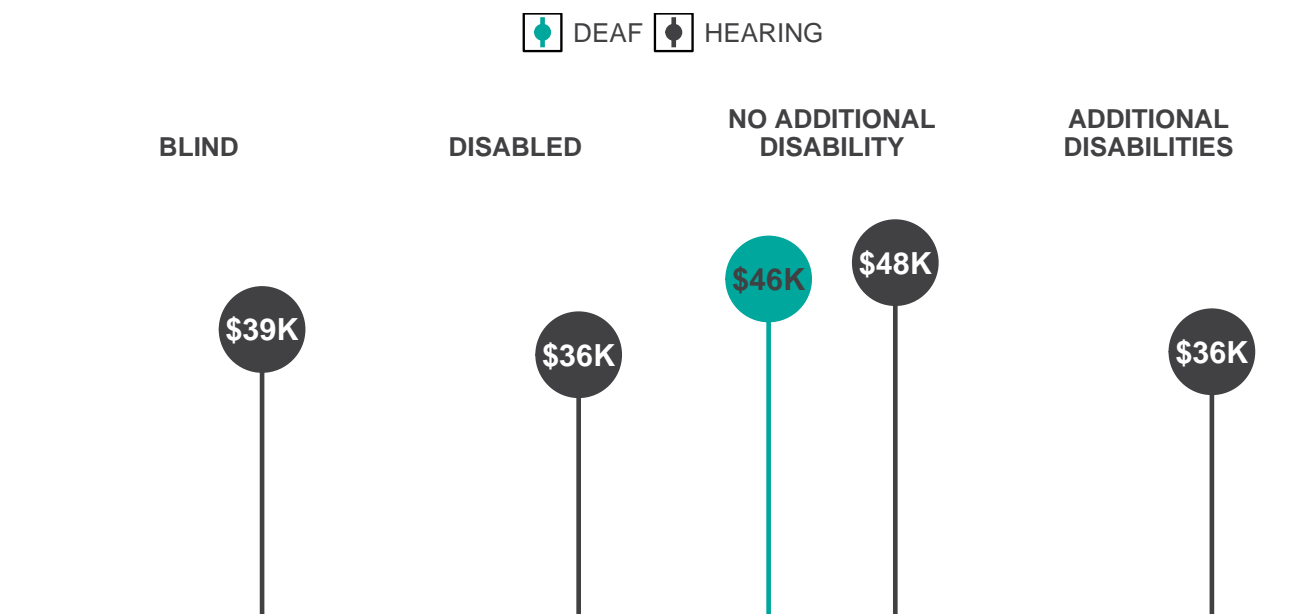 DEAF HEARING
BLIND
DISABLED
NO ADDITIONAL
DISABILITY
ADDITIONAL
DISABILITIES
$39K
$36K
$46K
$48K
$36K